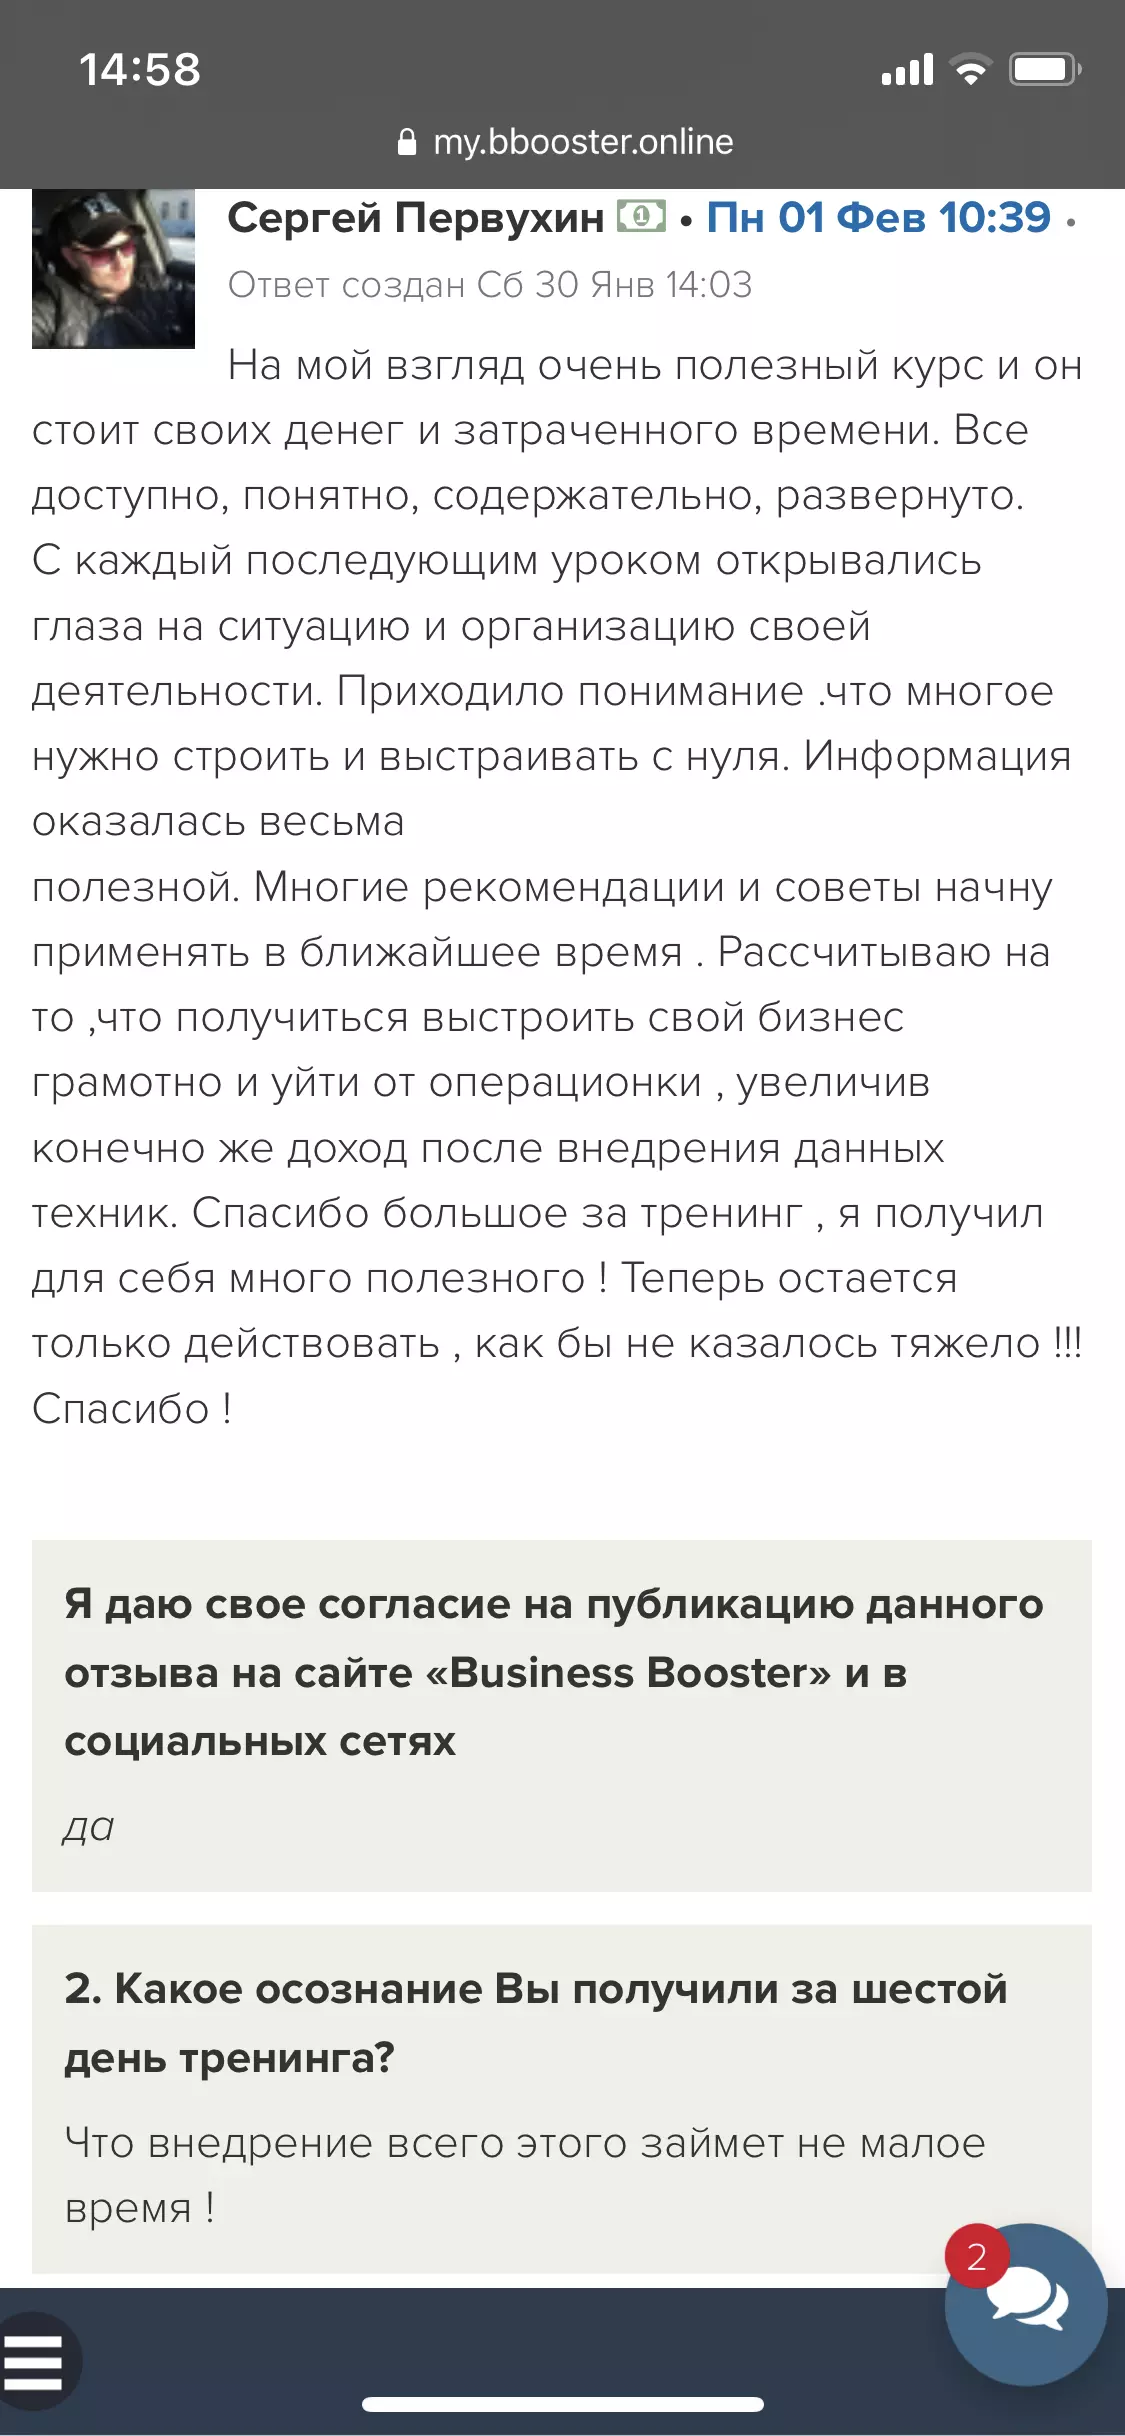 14:58
my.bbooster.online
Сергей Первухин 💵 • Пн 01 Фев 10:39 •
Ответ создан Сб 30 Янв 14:03
На мой взгляд очень полезный курс и он
стоит своих денег и затраченного времени. Все
доступно, понятно, содержательно, развернуто.
С каждый последующим уроком открывались
глаза на ситуацию и организацию своей
деятельности. Приходило понимание .что многое
нужно строить и выстраивать с нуля. Информация
оказалась весьма
полезной. Многие рекомендации и советы начну
применять в ближайшее время . Рассчитываю на
то ,что получиться выстроить свой бизнес
грамотно и уйти от операционки , увеличив
конечно же доход после внедрения данных
техник. Спасибо большое за тренинг , я получил
для себя много полезного ! Теперь остается
только действовать , как бы не казалось тяжело !!!
Спасибо !
Я даю свое согласие на публикацию данного
отзыва на сайте «Business Booster» и в
социальных сетях
да
2. Какое осознание Вы получили за шестой
день тренинга?
Что внедрение всего этого займет не малое
время !
2